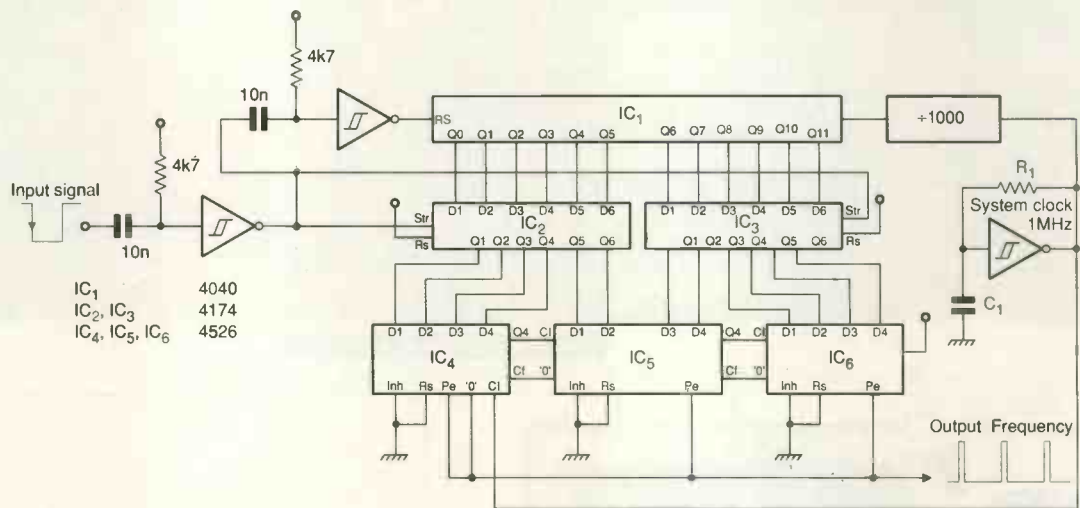 4k7
10n
RS
IC1
Q0 Q1 Q2 Q3 Q4 Q5 Q6 Q7 Q8 Q9 Q10 Q11
÷1000
4k7
Input signal
10n
R1
System clock
1MHz
C1
D1 D2 D3 D4 D5 D6
Str
Rs
IC2
Q1 Q2 Q3 Q4 Q5 Q6
D1 D2 D3 D4 D5 D6
Str
Rs
IC3
Q1 Q2 Q3 Q4 Q5 Q6
IC1 4040
IC2, IC3 4174
IC4, IC5, IC6 4526
D1 D2 D3 D4
Q4
IC4
Cf
Inh Rs Pe '0' Cl
Cl
D1 D2 D3 D4
Q4
IC5
'0'
Cf
Inh Rs Pe
Cl
D1 D2 D3 D4
IC6
'0'
Inh Rs Pe
Output Frequency